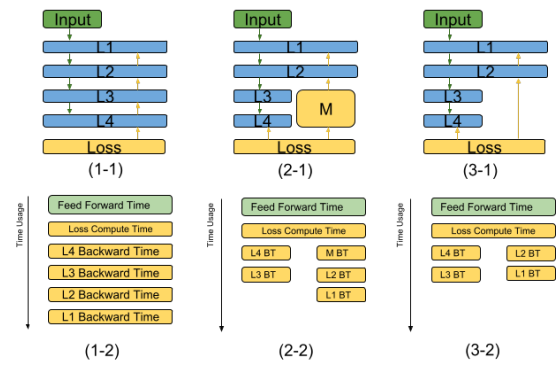 Input
L1
L2
L3
L4
Loss
(1-1)
Input
L1
L2
L3
L4
M
Loss
(2-1)
Input
L1
L2
L3
L4
Loss
(3-1)
Time Usage
Feed Forward Time
Loss Compute Time
L4 Backward Time
L3 Backward Time
L2 Backward Time
L1 Backward Time
(1-2)
Time Usage
Feed Forward Time
Loss Compute Time
L4 BT
M BT
L3 BT
L2 BT
L1 BT
(2-2)
Time Usage
Feed Forward Time
Loss Compute Time
L4 BT
L2 BT
L3 BT
L1 BT
(3-2)